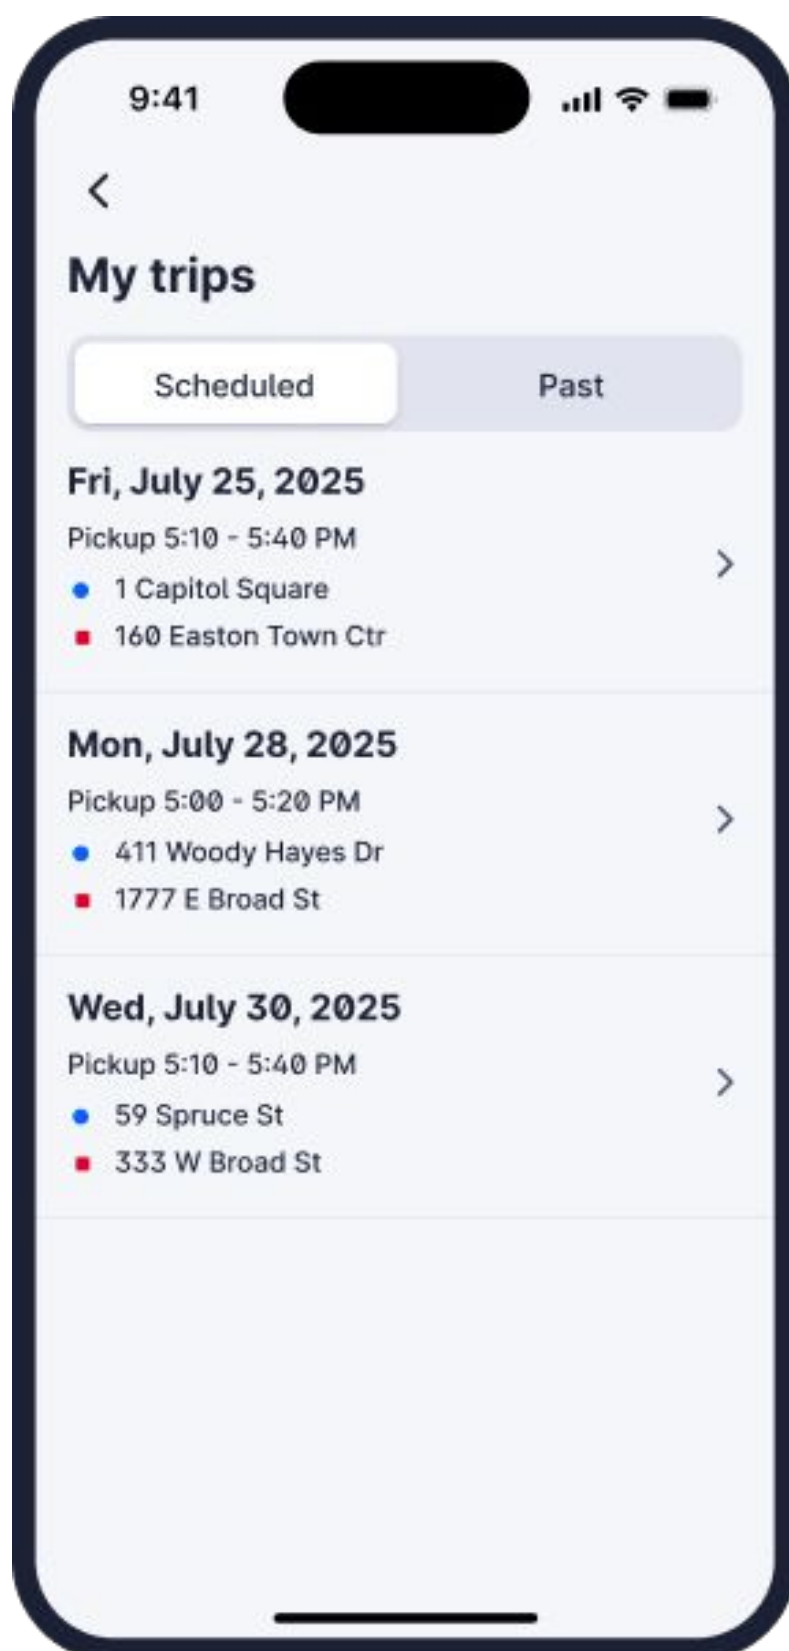 9:41
My trips
Scheduled Past
Fri, July 25, 2025
Pickup 5:10 - 5:40 PM
1 Capitol Square
160 Easton Town Ctr
Mon, July 28, 2025
Pickup 5:00 - 5:20 PM
411 Woody Hayes Dr
1777 E Broad St
Wed, July 30, 2025
Pickup 5:10 - 5:40 PM
59 Spruce St
333 W Broad St